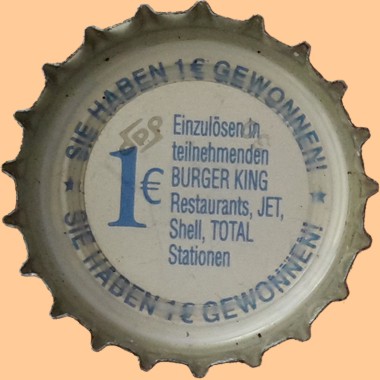 SIE HABEN 1 € GEWONNEN!
1€
Einzulösen in
teilnehmenden
BURGER KING
Restaurants, JET,
Shell, TOTAL
Stationen
SIE HABEN 1 € GEWONNEN!